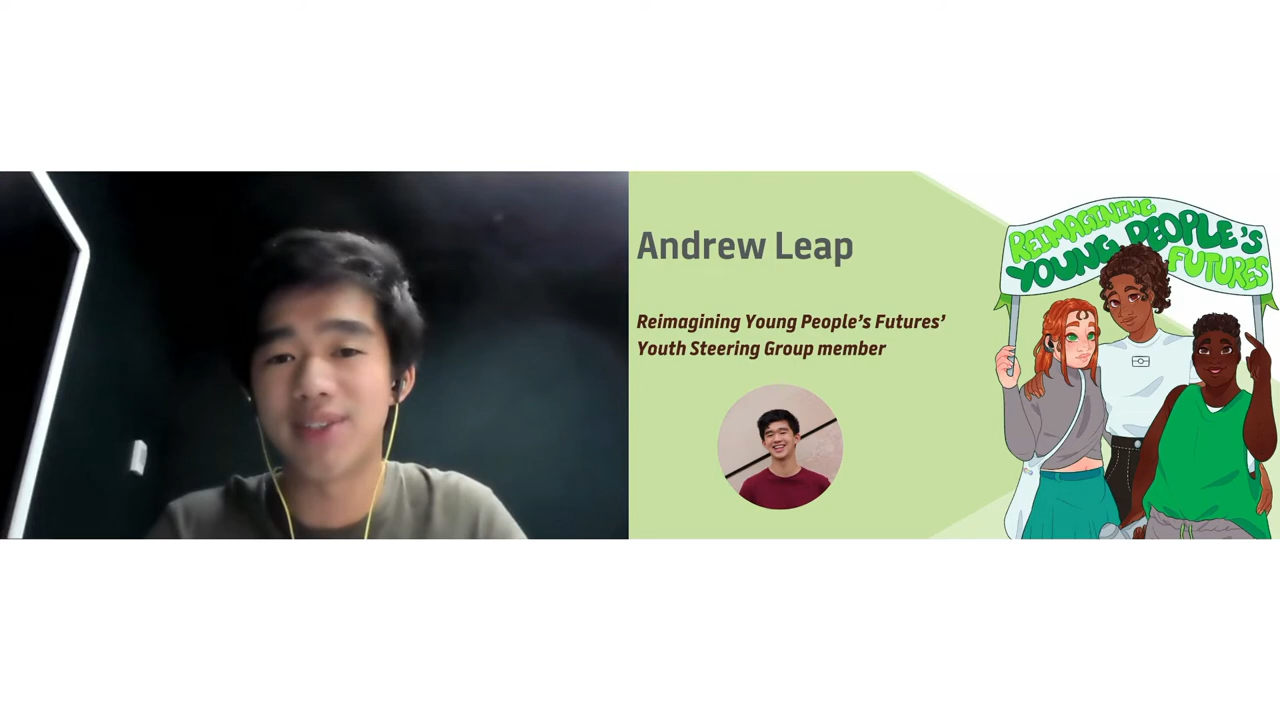 Andrew Leap
Reimagining Young People's Futures'
Youth Steering Group member
REIMAGINING
YOUNG PEOPLE'S
FUTURES